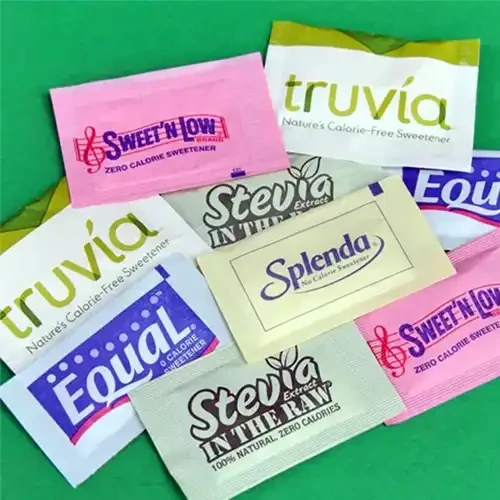 truvía
Nature's Calorie-Free Sweetener
SWEET'N LOW
BRAND
ZERO CALORIE SWEETENER
Stevia
Extract
IN THE RAW
EQUAL
truvía
Nature's Calorie-Free Sweetener
Splenda
No Calorie Sweetener
SWEET'N LOW
ZERO CALORIE SWEETENER
EQUAL
0 CALORIE
SWEETENER
Stevia
Extract
IN THE RAW
100% NATURAL, ZERO CALORIES